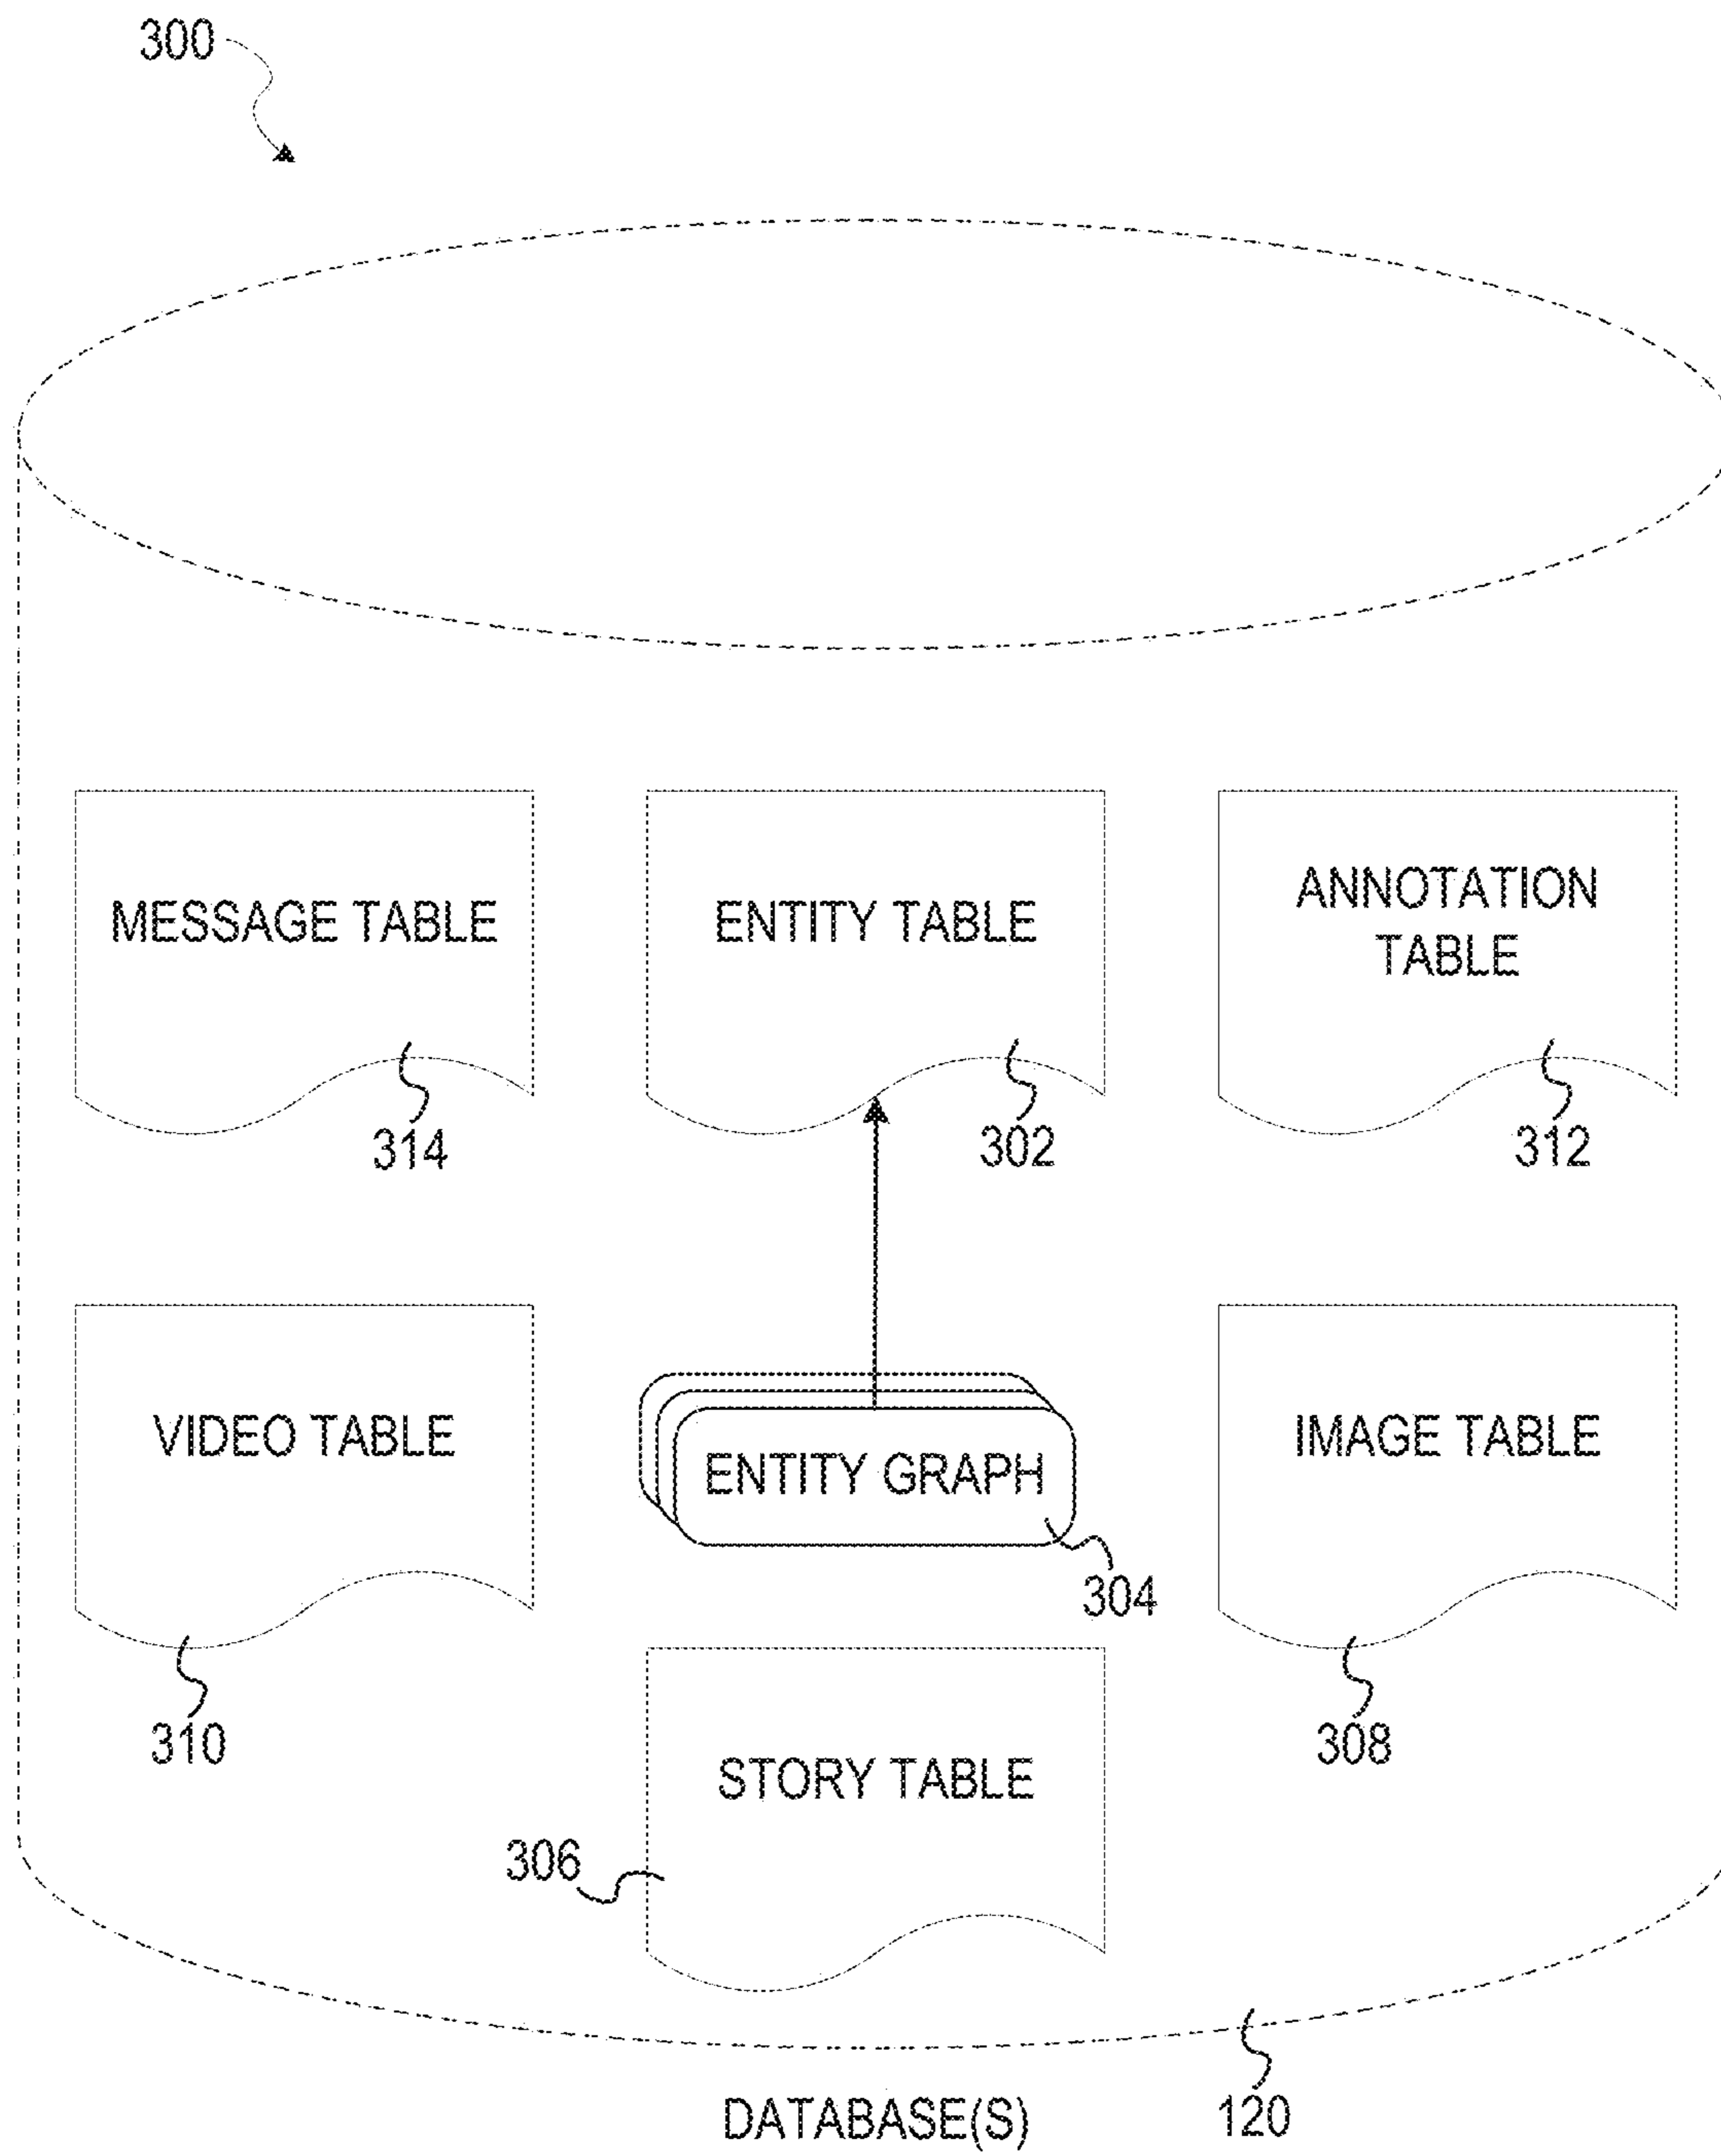 300
MESSAGE TABLE
ENTITY TABLE
ANNOTATION
TABLE
314
302
312
VIDEO TABLE
ENTITY GRAPH
IMAGE TABLE
304
310
308
STORY TABLE
306
DATABASE(S)
120